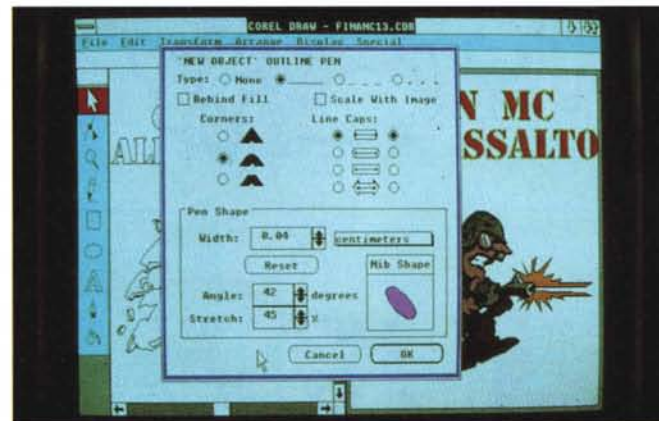 COREL DRAW - FINANC13.CDR
File Edit Transform Arrange Display Special
'NEW OBJECT' OUTLINE PEN
Type: None
Behind Fill Scale With Image
Corners: Line Caps:
N MC
ALL
SSALTO
Pen Shape
Width: 0.04 centimeters
Reset
Nib Shape
Angle: 42 degrees
Stretch: 45 %
Cancel OK